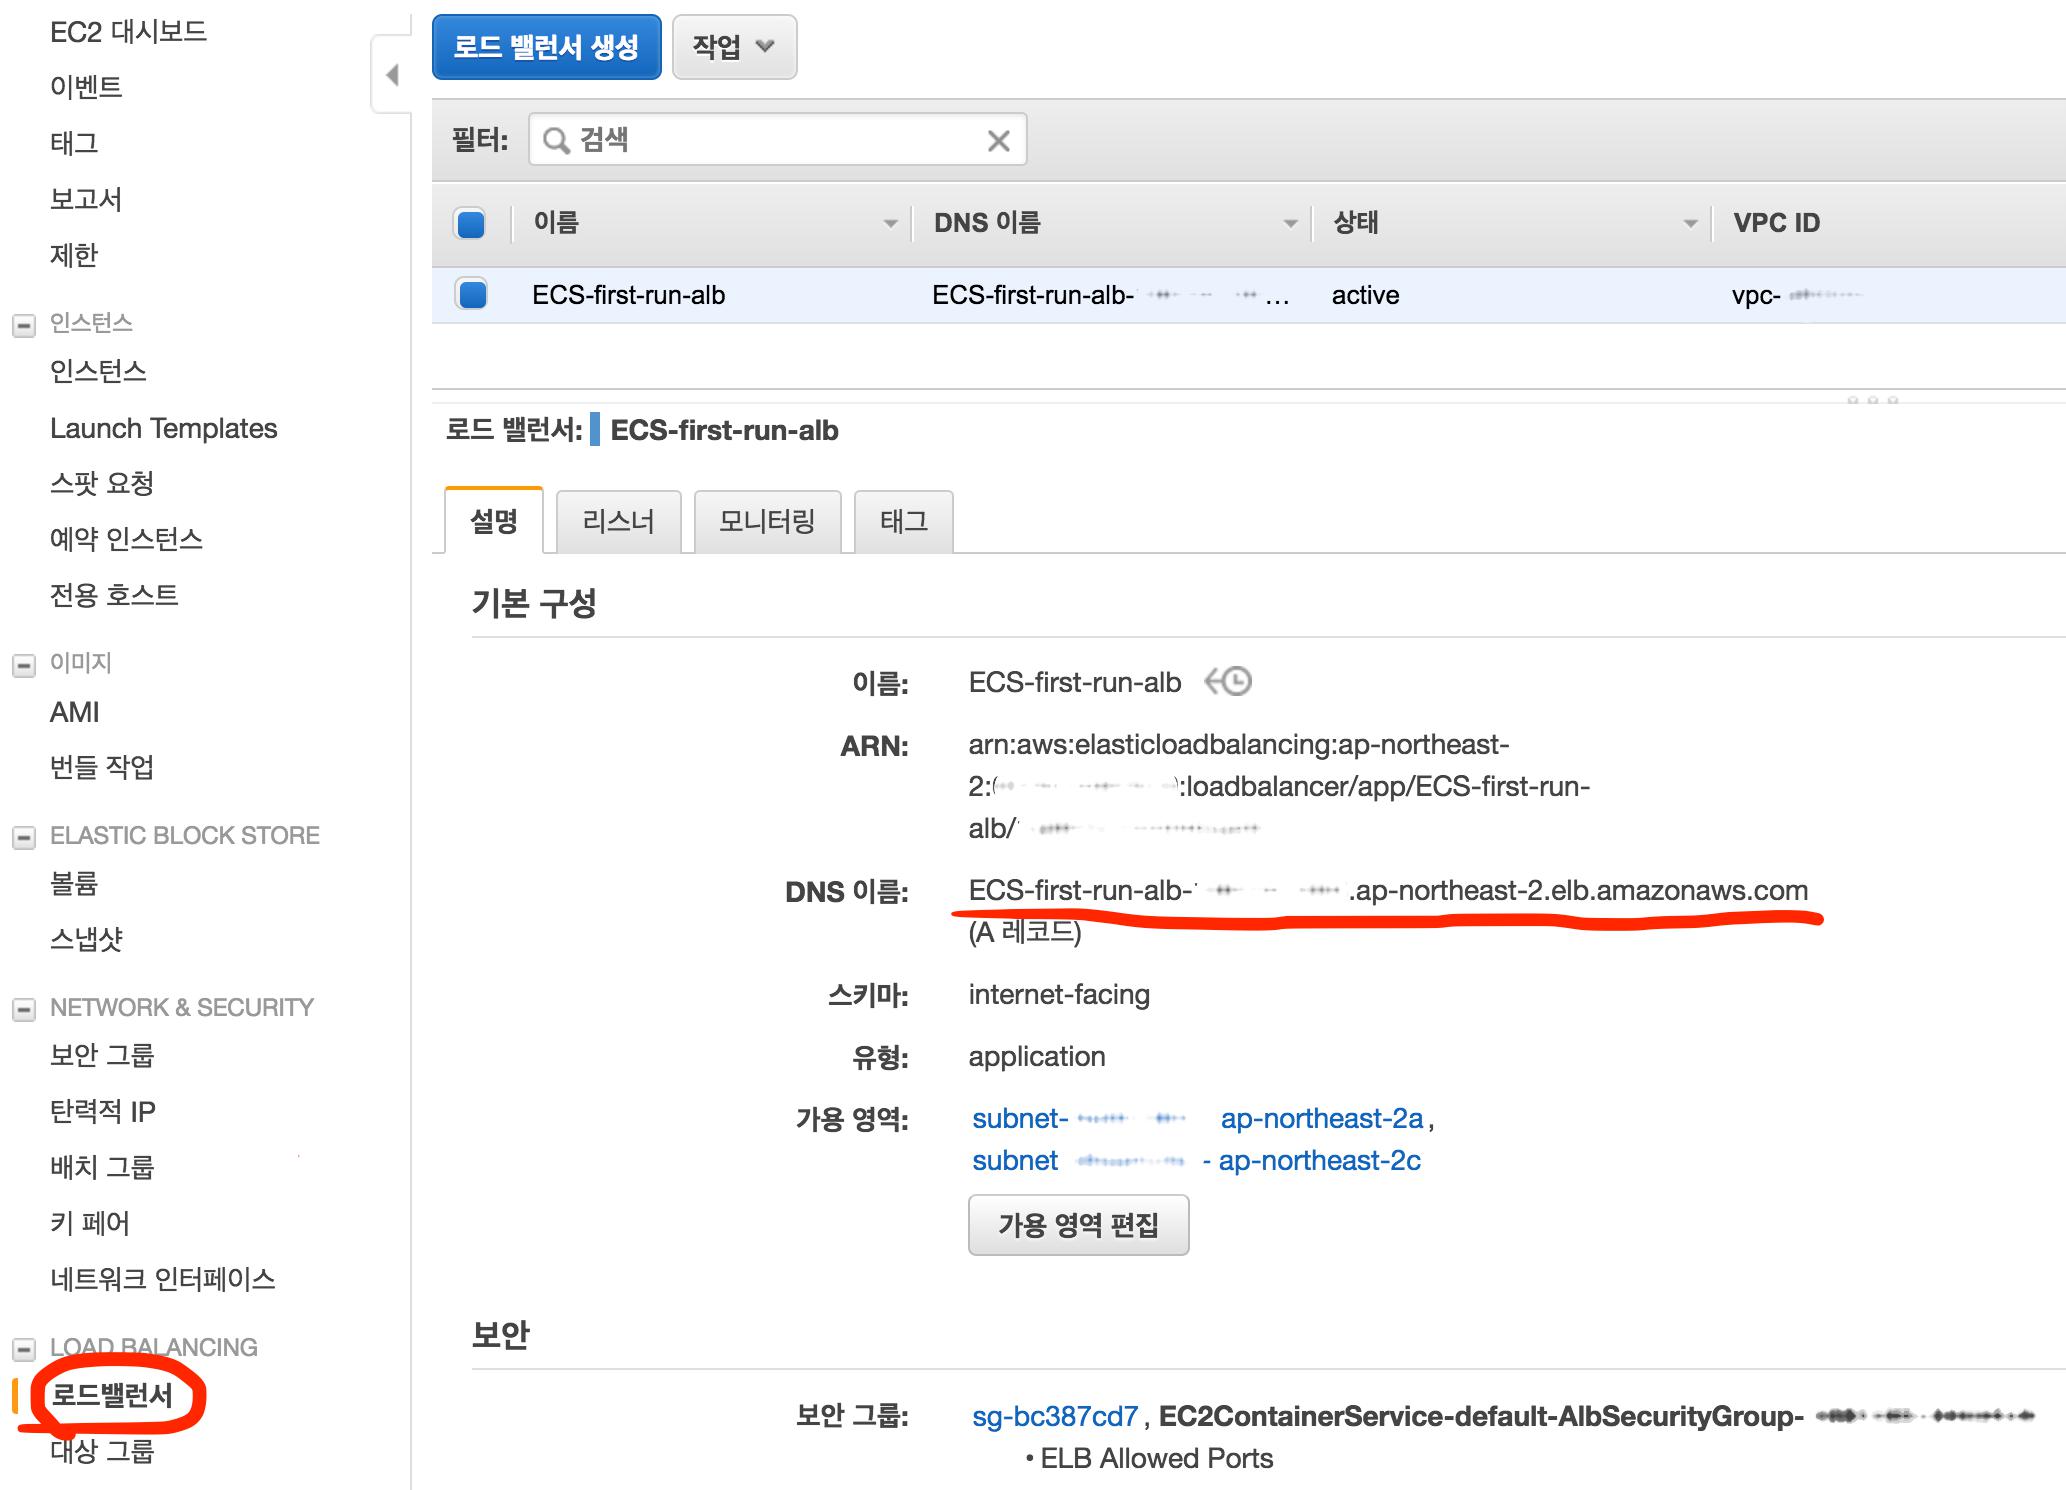 EC2 대시보드
이벤트
태그
보고서
제한
인스턴스
인스턴스
Launch Templates
스팟 요청
예약 인스턴스
전용 호스트
이미지
AMI
번들 작업
ELASTIC BLOCK STORE
볼륨
스냅샷
NETWORK & SECURITY
보안 그룹
탄력적 IP
배치 그룹
키 페어
네트워크 인터페이스
LOAD BALANCING
로드밸런서
대상 그룹
로드 밸런서 생성 작업
필터: 검색
이름 DNS 이름 상태 VPC ID
ECS-first-run-alb ECS-first-run-alb- ... active vpc-
로드 밸런서: ECS-first-run-alb
설명 리스너 모니터링 태그
기본 구성
이름: ECS-first-run-alb
ARN: arn:aws:elasticloadbalancing:ap-northeast-
2: :loadbalancer/app/ECS-first-run-
alb/
DNS 이름: ECS-first-run-alb- .ap-northeast-2.elb.amazonaws.com
(A 레코드)
스키마: internet-facing
유형: application
가용 영역: subnet- ap-northeast-2a,
subnet - ap-northeast-2c
가용 영역 편집
보안
보안 그룹: sg-bc387cd7, EC2ContainerService-default-AlbSecurityGroup-
• ELB Allowed Ports